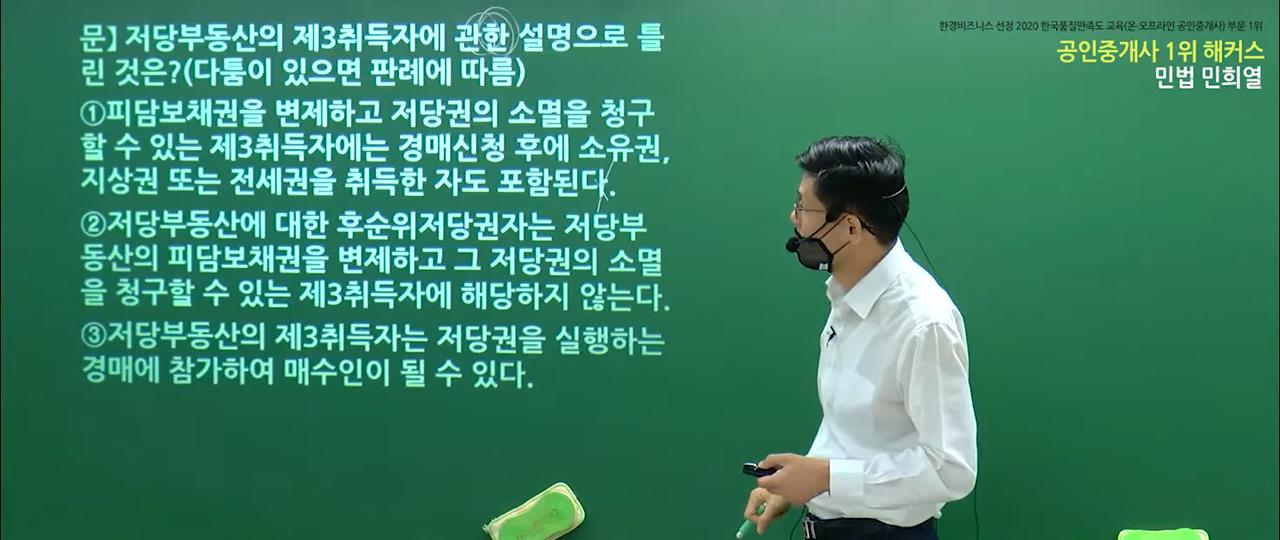 한경비즈니스 선정 2020 한국품질만족도 교육(온·오프라인 공인중개사) 부문 1위
공인중개사 1위 해커스
민법 민희열
문】 저당부동산의 제3취득자에 관한 설명으로 틀
린 것은?(다툼이 있으면 판례에 따름)
①피담보채권을 변제하고 저당권의 소멸을 청구
할 수 있는 제3취득자에는 경매신청 후에 소유권,
지상권 또는 전세권을 취득한 자도 포함된다.
②저당부동산에 대한 후순위저당권자는 저당부
동산의 피담보채권을 변제하고 그 저당권의 소멸
을 청구할 수 있는 제3취득자에 해당하지 않는다.
③저당부동산의 제3취득자는 저당권을 실행하는
경매에 참가하여 매수인이 될 수 있다.